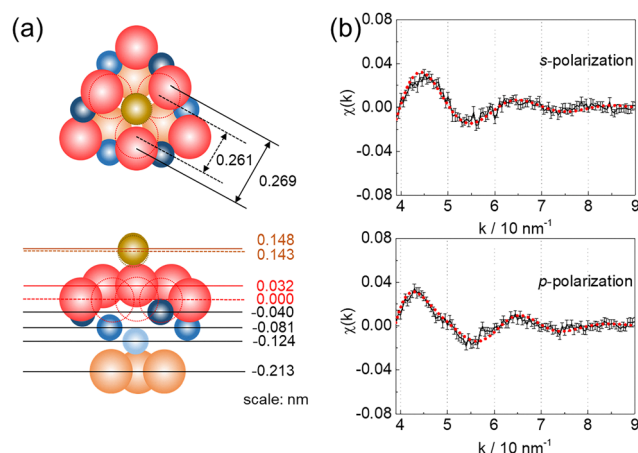 (a)
0.261
0.269
0.148
0.143
0.032
0.000
-0.040
-0.081
-0.124
-0.213
scale: nm
(b)
0.08
0.04
0.00
-0.04
-0.08
χ(k)
s-polarization
4 5 6 7 8 9
k / 10 nm⁻¹
0.08
0.04
0.00
-0.04
-0.08
χ(k)
p-polarization
4 5 6 7 8 9
k / 10 nm⁻¹